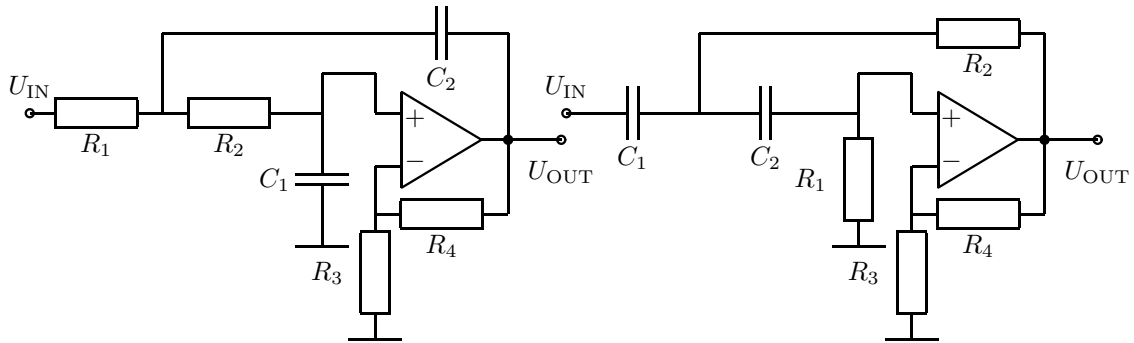 U_IN
R_1
R_2
C_2
C_1
+
−
U_OUT
R_4
R_3
U_IN
C_1
C_2
R_2
R_1
+
−
U_OUT
R_4
R_3